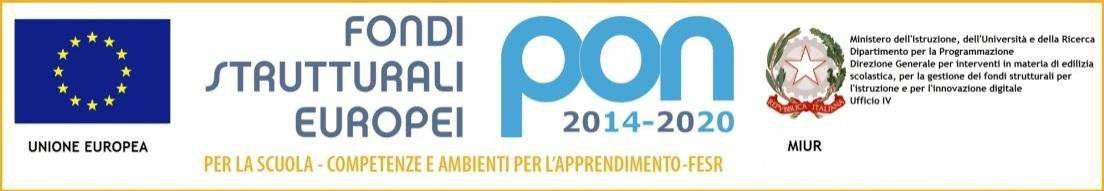 UNIONE EUROPEA
FONDI
STRUTTURALI
EUROPEI
pon
2014-2020
PER LA SCUOLA - COMPETENZE E AMBIENTI PER L'APPRENDIMENTO-FESR
REPVBBLICA ITALIANA
MIUR
Ministero dell'Istruzione, dell'Università e della Ricerca
Dipartimento per la Programmazione
Direzione Generale per interventi in materia di edilizia
scolastica, per la gestione dei fondi strutturali per
l'istruzione e per l'innovazione digitale
Ufficio IV